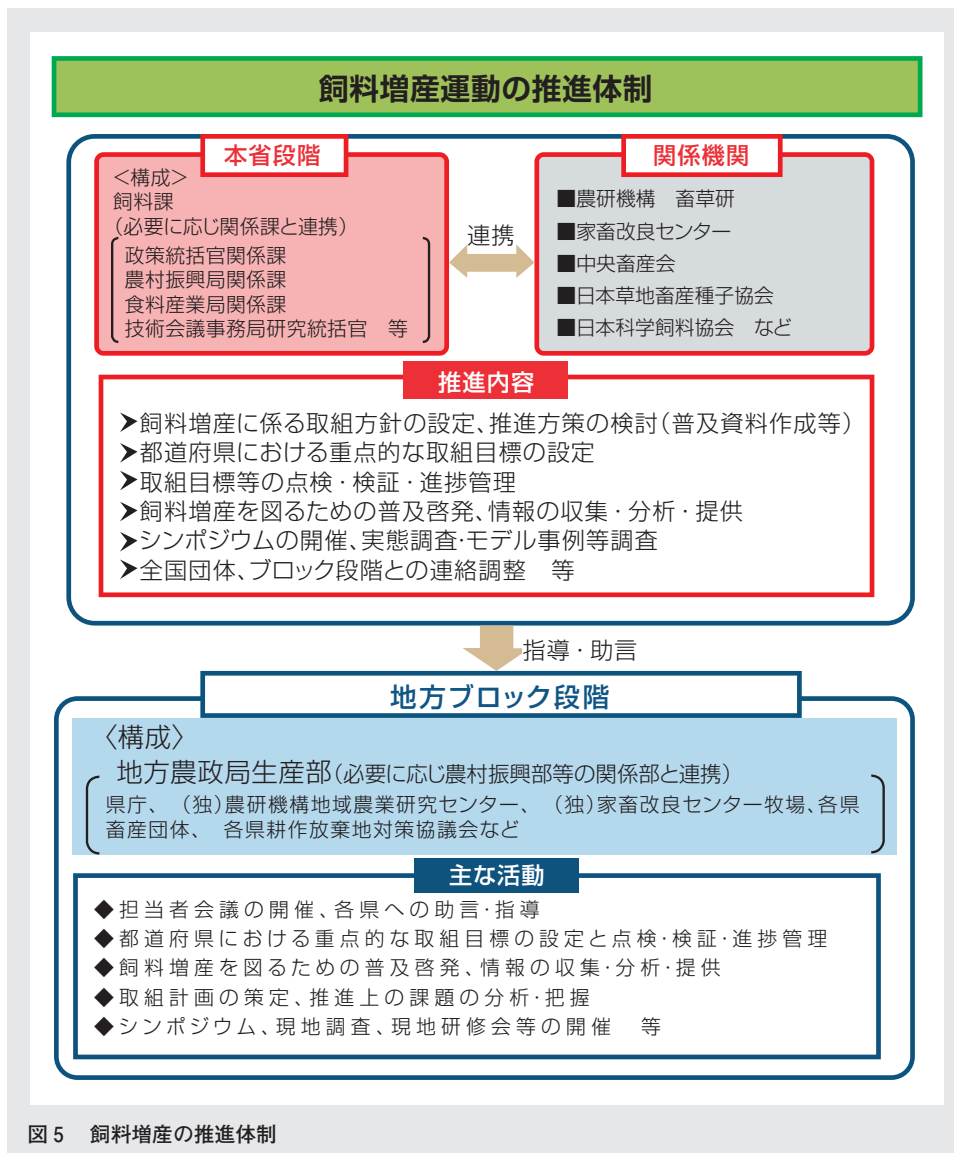 飼料増産運動の推進体制
本省段階
<構成>
飼料課
(必要に応じ関係課と連携)
政策統括官関係課
農村振興局関係課
食料産業局関係課
技術会議事務局研究統括官 等
連携
関係機関
■農研機構 畜草研
■家畜改良センター
■中央畜産会
■日本草地畜産種子協会
■日本科学飼料協会 など
推進内容
➤飼料増産に係る取組方針の設定、推進方策の検討(普及資料作成等)
➤都道府県における重点的な取組目標の設定
➤取組目標等の点検・検証・進捗管理
➤飼料増産を図るための普及啓発、情報の収集・分析・提供
➤シンポジウムの開催、実態調査・モデル事例等調査
➤全国団体、ブロック段階との連絡調整 等
指導・助言
地方ブロック段階
〈構成〉
地方農政局生産部(必要に応じ農村振興部等の関係部と連携)
県庁、 (独)農研機構地域農業研究センター、 (独)家畜改良センター牧場、各県
畜産団体、 各県耕作放棄地対策協議会など
主な活動
◆担当者会議の開催、各県への助言・指導
◆都道府県における重点的な取組目標の設定と点検・検証・進捗管理
◆飼料増産を図るための普及啓発、情報の収集・分析・提供
◆取組計画の策定、推進上の課題の分析・把握
◆シンポジウム、現地調査、現地研修会等の開催 等
図5 飼料増産の推進体制